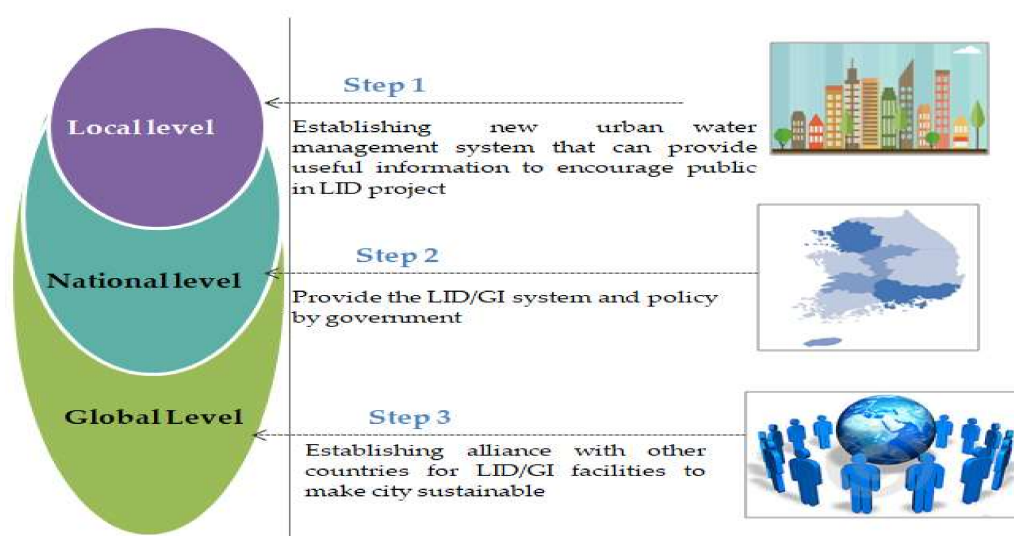 Local level
Step 1
Establishing new urban water
management system that can provide
useful information to encourage public
in LID project
National level
Step 2
Provide the LID/GI system and policy
by government
Global Level
Step 3
Establishing alliance with other
countries for LID/GI facilities to
make city sustainable